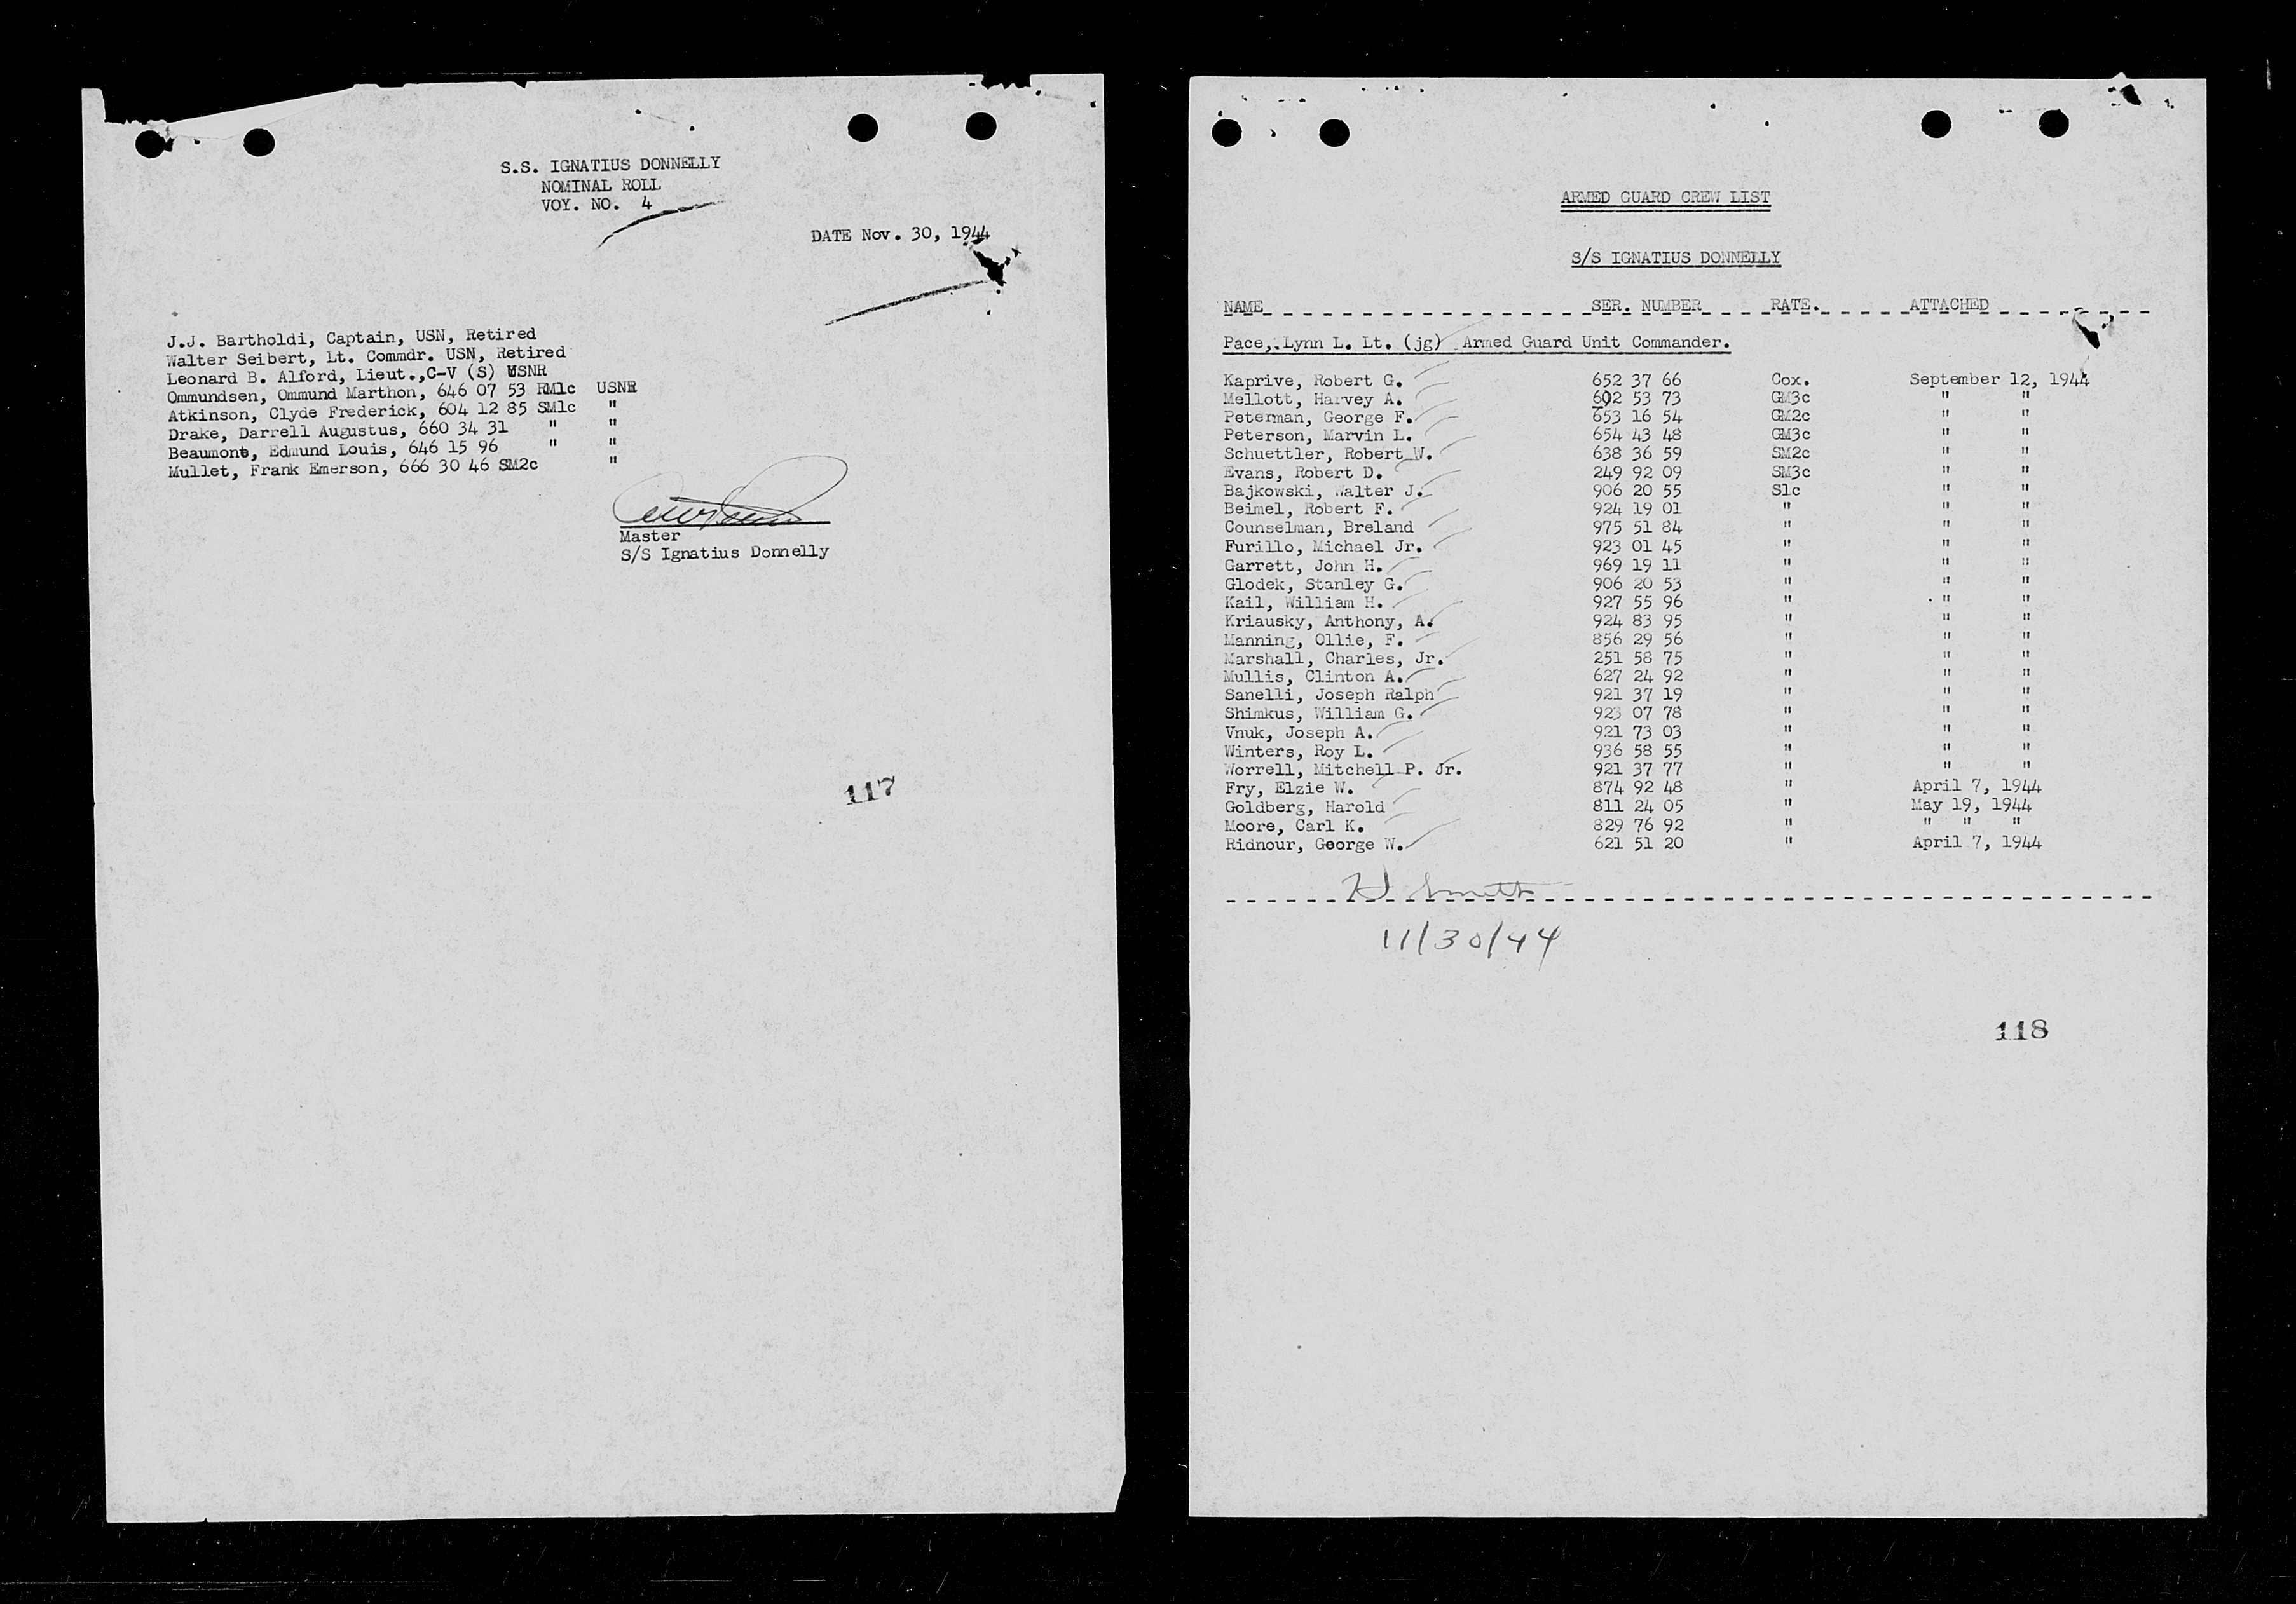 S.S. IGNATIUS DONNELLY
NOMINAL ROLL
VOY. NO. 4
DATE Nov. 30, 1944
J.J. Bartholdi, Captain, USN, Retired
Walter Seibert, Lt. Commdr. USN, Retired
Leonard B. Alford, Lieut.,C-V (S) USNR
Ommundsen, Ommund Marthon, 646 07 53 RM1c USNR
Atkinson, Clyde Frederick, 604 12 85 SM1c "
Drake, Darrell Augustus, 660 34 31 " "
Beaumont, Edmund Louis, 646 15 96 " "
Mullet, Frank Emerson, 666 30 46 SM2c "
Master
S/S Ignatius Donnelly
117
ARMED GUARD CREW LIST
S/S IGNATIUS DONNELLY
NAME SER. NUMBER RATE. ATTACHED
Pace, Lynn L. Lt. (jg) Armed Guard Unit Commander.
Kaprive, Robert G. 652 37 66 Cox. September 12, 1944
Mellott, Harvey A. 602 53 73 GM3c " "
Peterman, George F. 653 16 54 GM2c " "
Peterson, Marvin L. 654 43 48 GM3c " "
Schuettler, Robert W. 638 36 59 SM2c " "
Evans, Robert D. 249 92 09 SM3c " "
Bajkowski, Walter J. 906 20 55 S1c " "
Beimel, Robert F. 924 19 01 " " "
Counselman, Breland 975 51 84 " " "
Furillo, Michael Jr. 923 01 45 " " "
Garrett, John H. 969 19 11 " " "
Glodek, Stanley G. 906 20 53 " " "
Kail, William H. 927 55 96 " " "
Kriausky, Anthony, A. 924 83 95 " " "
Manning, Ollie, F. 856 29 56 " " "
Marshall, Charles, Jr. 251 58 75 " " "
Mullis, Clinton A. 627 24 92 " " "
Sanelli, Joseph Ralph 921 37 19 " " "
Shimkus, William G. 923 07 78 " " "
Vnuk, Joseph A. 921 73 03 " " "
Winters, Roy L. 936 58 55 " " "
Worrell, Mitchell P. Jr. 921 37 77 " " "
Fry, Elzie W. 874 92 48 " April 7, 1944
Goldberg, Harold 811 24 05 " May 19, 1944
Moore, Carl K. 829 76 92 " " " "
Ridnour, George W. 621 51 20 " April 7, 1944
Smith
11/30/44
118